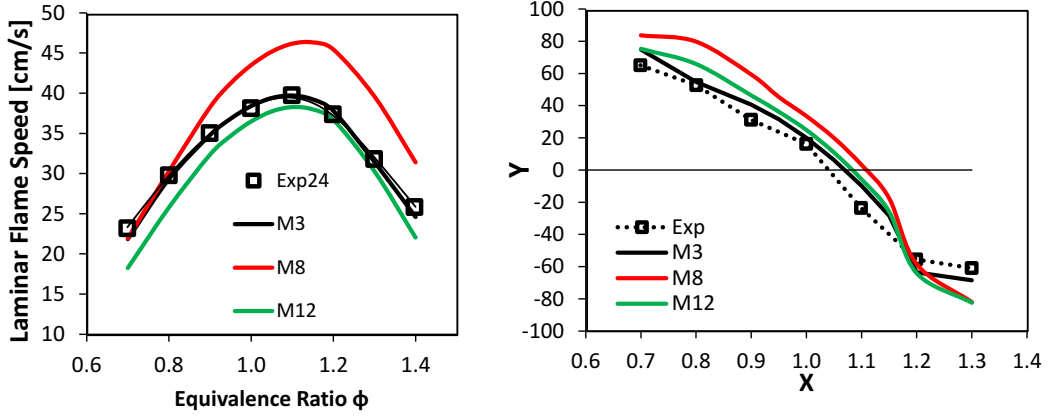 Laminar Flame Speed [cm/s]
50
45
40
35
30
25
20
15
10
0.6
0.8
1.0
1.2
1.4
Equivalence Ratio ϕ
Exp24
M3
M8
M12
Y
100
80
60
40
20
0
-20
-40
-60
-80
-100
0.6
0.7
0.8
0.9
1.0
1.1
1.2
1.3
1.4
X
Exp
M3
M8
M12